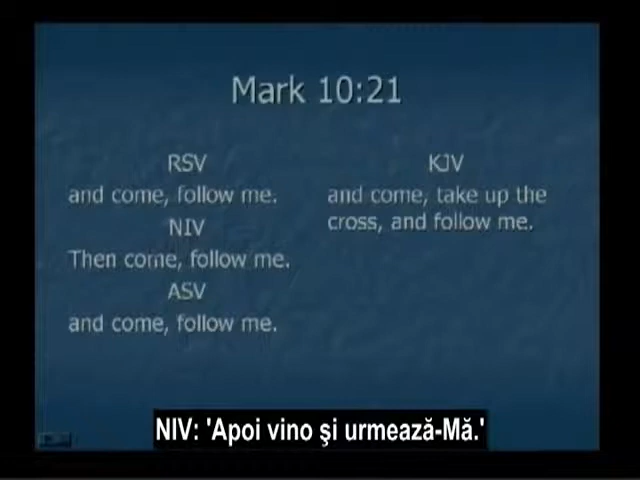 Mark 10:21
RSV
and come, follow me.
NIV
Then come, follow me.
ASV
and come, follow me.
KJV
and come, take up the
cross, and follow me.
NIV: 'Apoi vino şi urmează-Mă.'